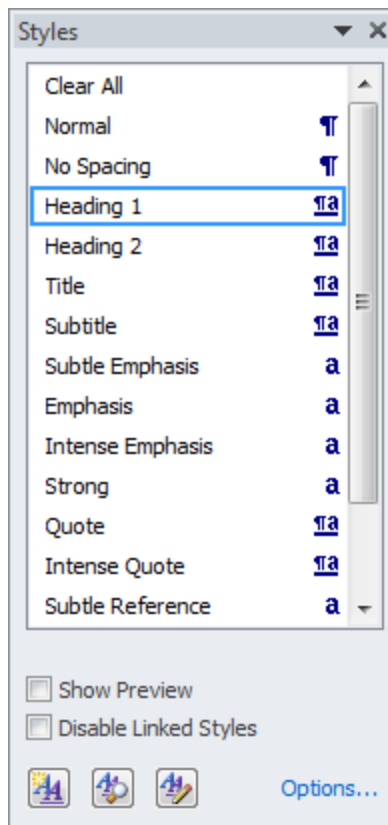 Styles
Clear All
Normal ¶
No Spacing ¶
Heading 1 ¶a
Heading 2 ¶a
Title ¶a
Subtitle ¶a
Subtle Emphasis a
Emphasis a
Intense Emphasis a
Strong a
Quote ¶a
Intense Quote ¶a
Subtle Reference a
Show Preview
Disable Linked Styles
Options...